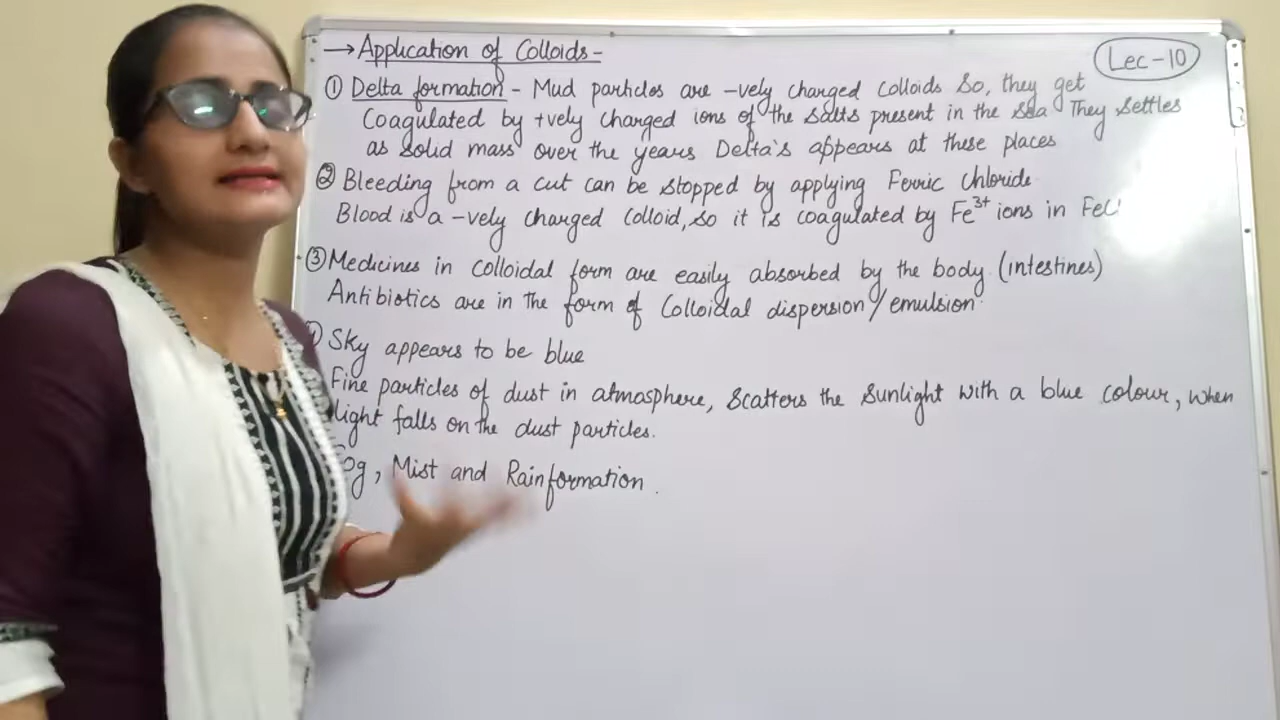 → Application of Colloids -
Lec-10
① Delta formation - Mud particles are -vely charged Colloids So, they get
Coagulated by +vely charged ions of the Salts present in the Sea They Settles
as solid mass over the years Delta's appears at these places
② Bleeding from a cut can be stopped by applying Ferric Chloride
Blood is a -vely charged Colloid, so it is coagulated by Fe³⁺ ions in
③ Medicines in Colloidal form are easily absorbed by the body (intestines)
Antibiotics are in the form of Colloidal dispersion / emulsion.
Sky appears to be blue
Fine particles of dust in atmosphere, Scatters the Sunlight with a blue colour, when
light falls on the dust particles.
Mist and Rainformation.